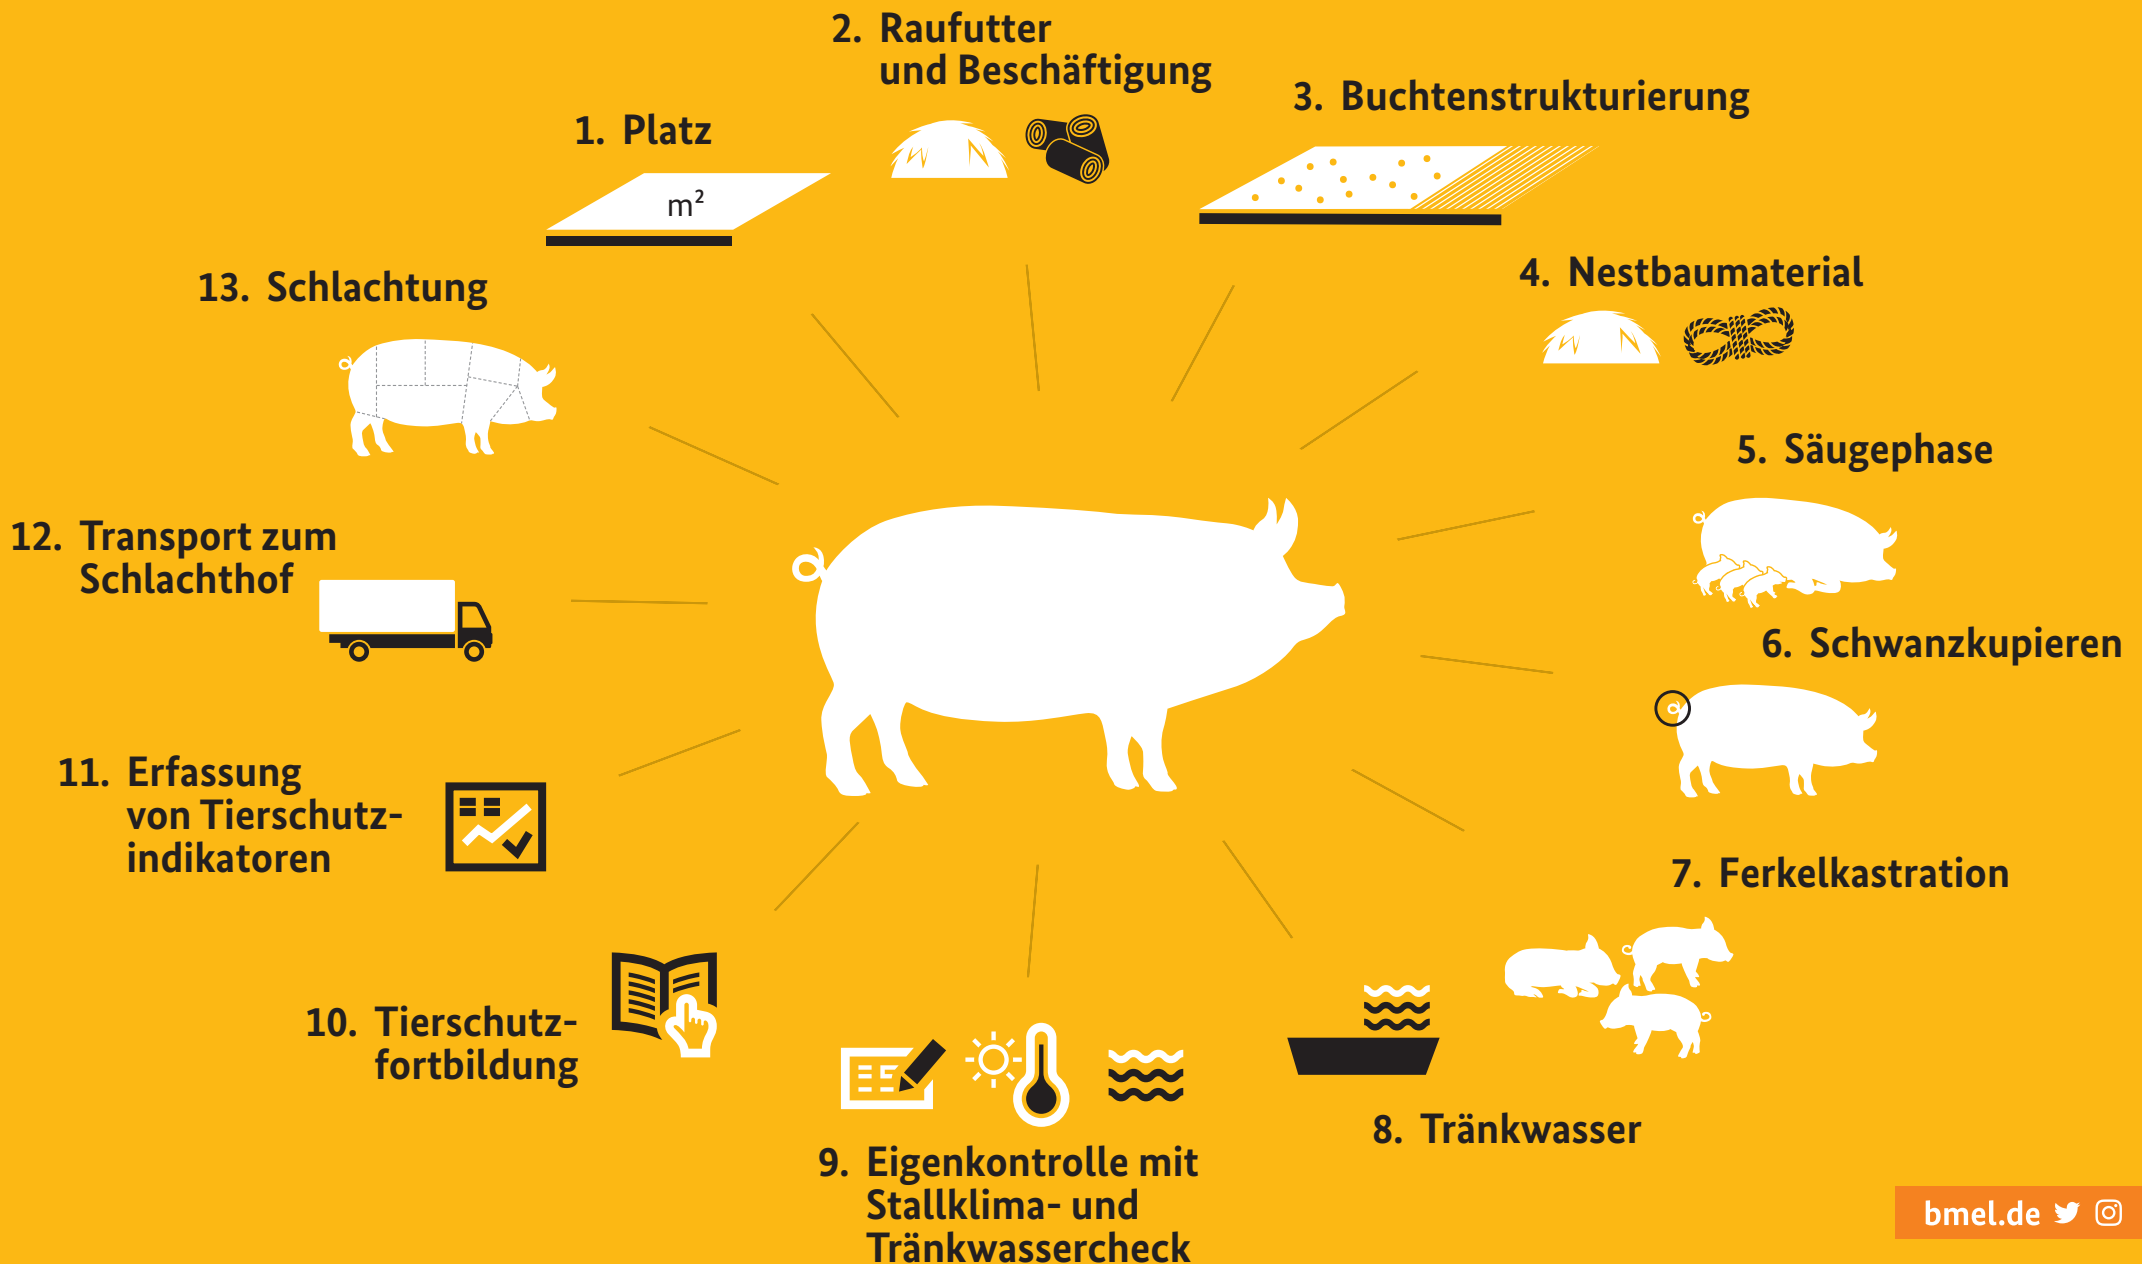 1. Platz
m²
2. Raufutter
und Beschäftigung
3. Buchtenstrukturierung
4. Nestbaumaterial
5. Säugephase
6. Schwanzkupieren
7. Ferkelkastration
8. Tränkwasser
9. Eigenkontrolle mit
Stallklima- und
Tränkwassercheck
10. Tierschutz-
fortbildung
11. Erfassung
von Tierschutz-
indikatoren
12. Transport zum
Schlachthof
13. Schlachtung
bmel.de